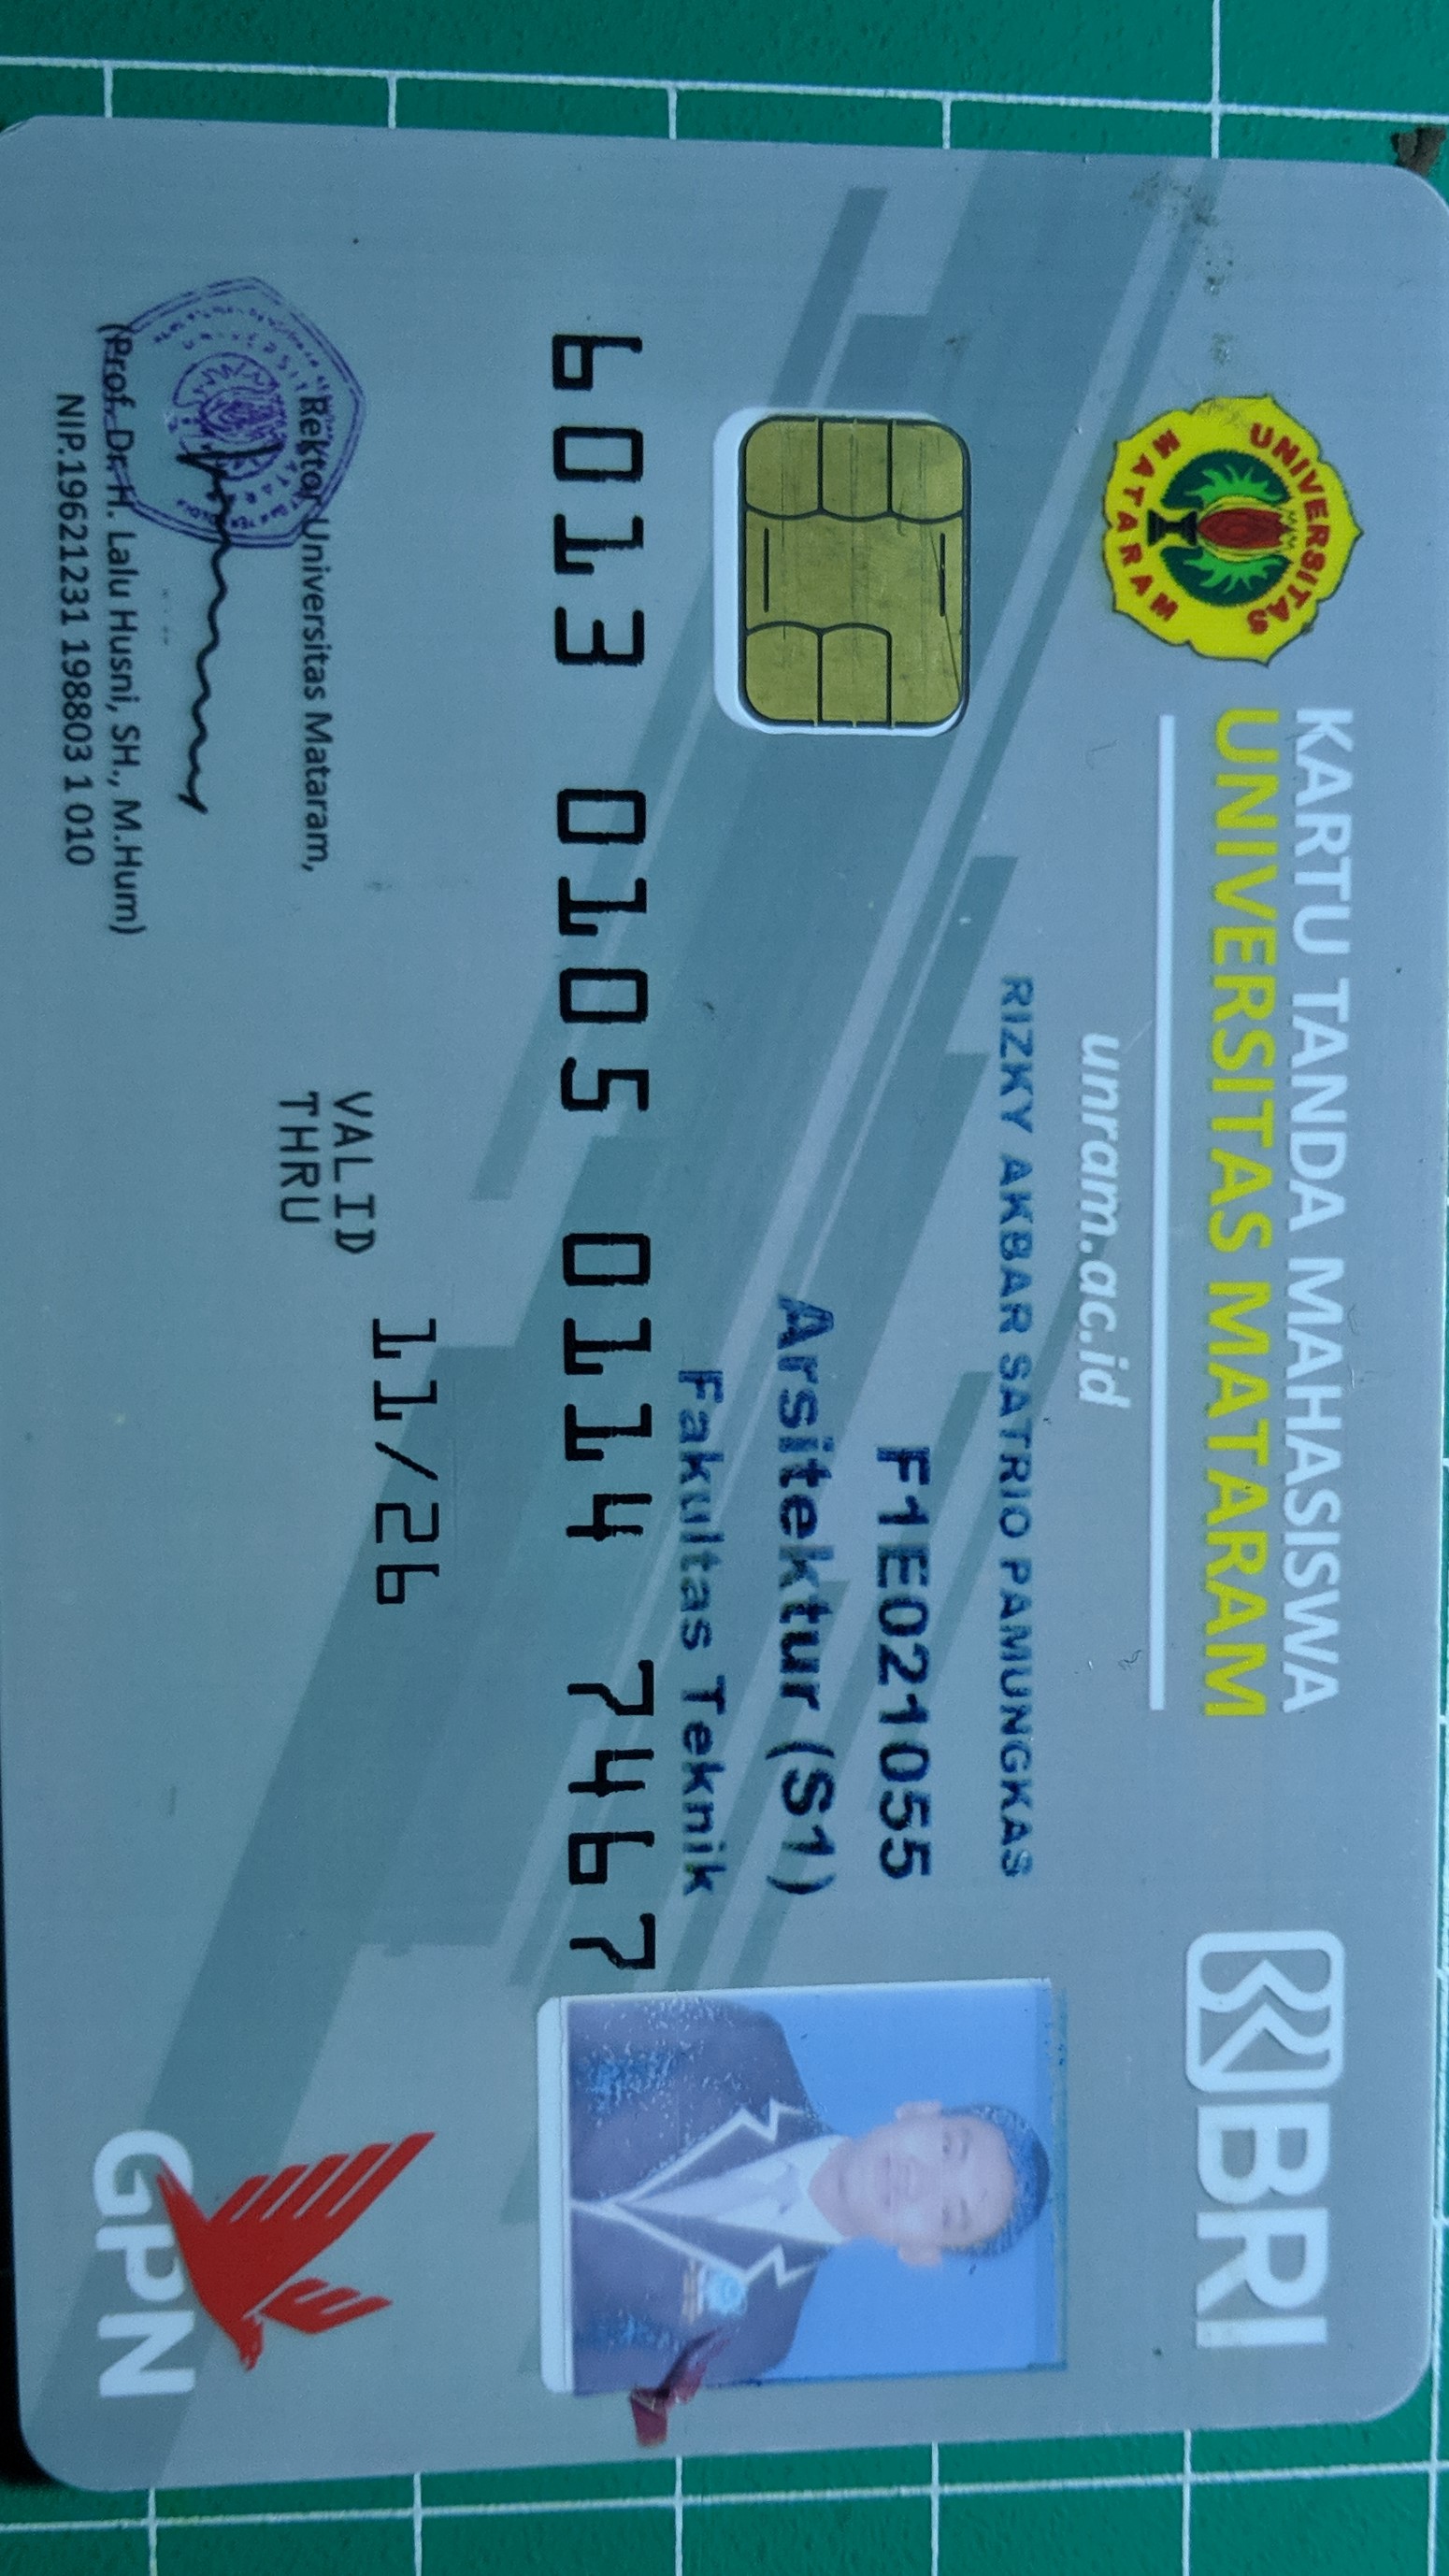 KARTU TANDA MAHASISWA
UNIVERSITAS MATARAM
UNIVERSITAS MATARAM
BRI
unram.ac.id
RIZKY AKBAR SATRIO PAMUNGKAS
F1E021055
Arsitektur (S1)
Fakultas Teknik
6013 0105 0114 7467
VALID
THRU
11/26
Rektor Universitas Mataram,
(Prof. Dr. H. Lalu Husni, SH., M.Hum)
NIP.19621231 198803 1 010
GPN